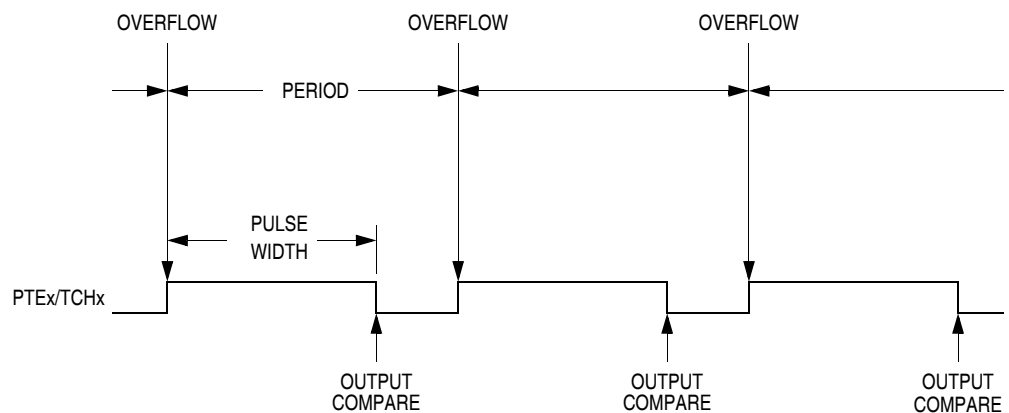 OVERFLOW OVERFLOW OVERFLOW
PERIOD
PULSE
WIDTH
PTEx/TCHx
OUTPUT
COMPARE
OUTPUT
COMPARE
OUTPUT
COMPARE